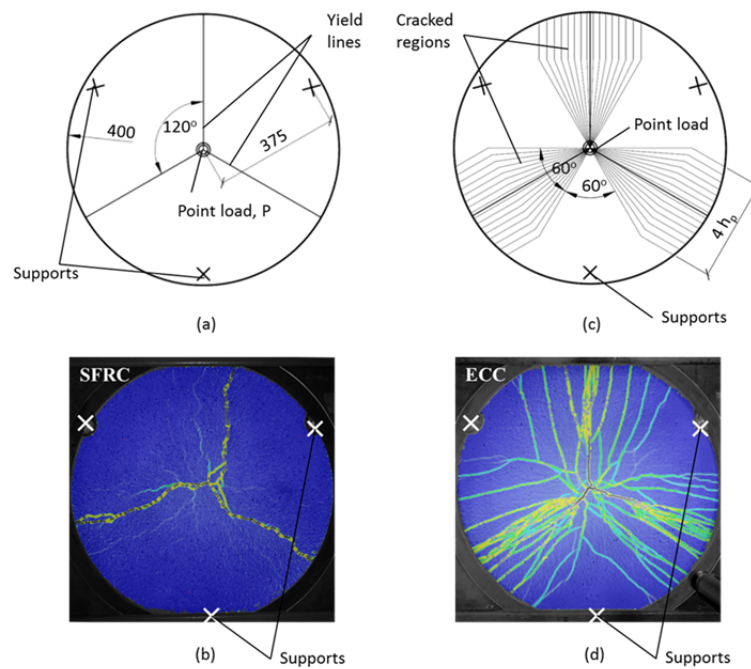 Yield
lines
120°
400
375
Point load, P
Supports
(a)
Cracked
regions
Point load
60°
60°
4 hp
Supports
(c)
SFRC
Supports
(b)
ECC
Supports
(d)